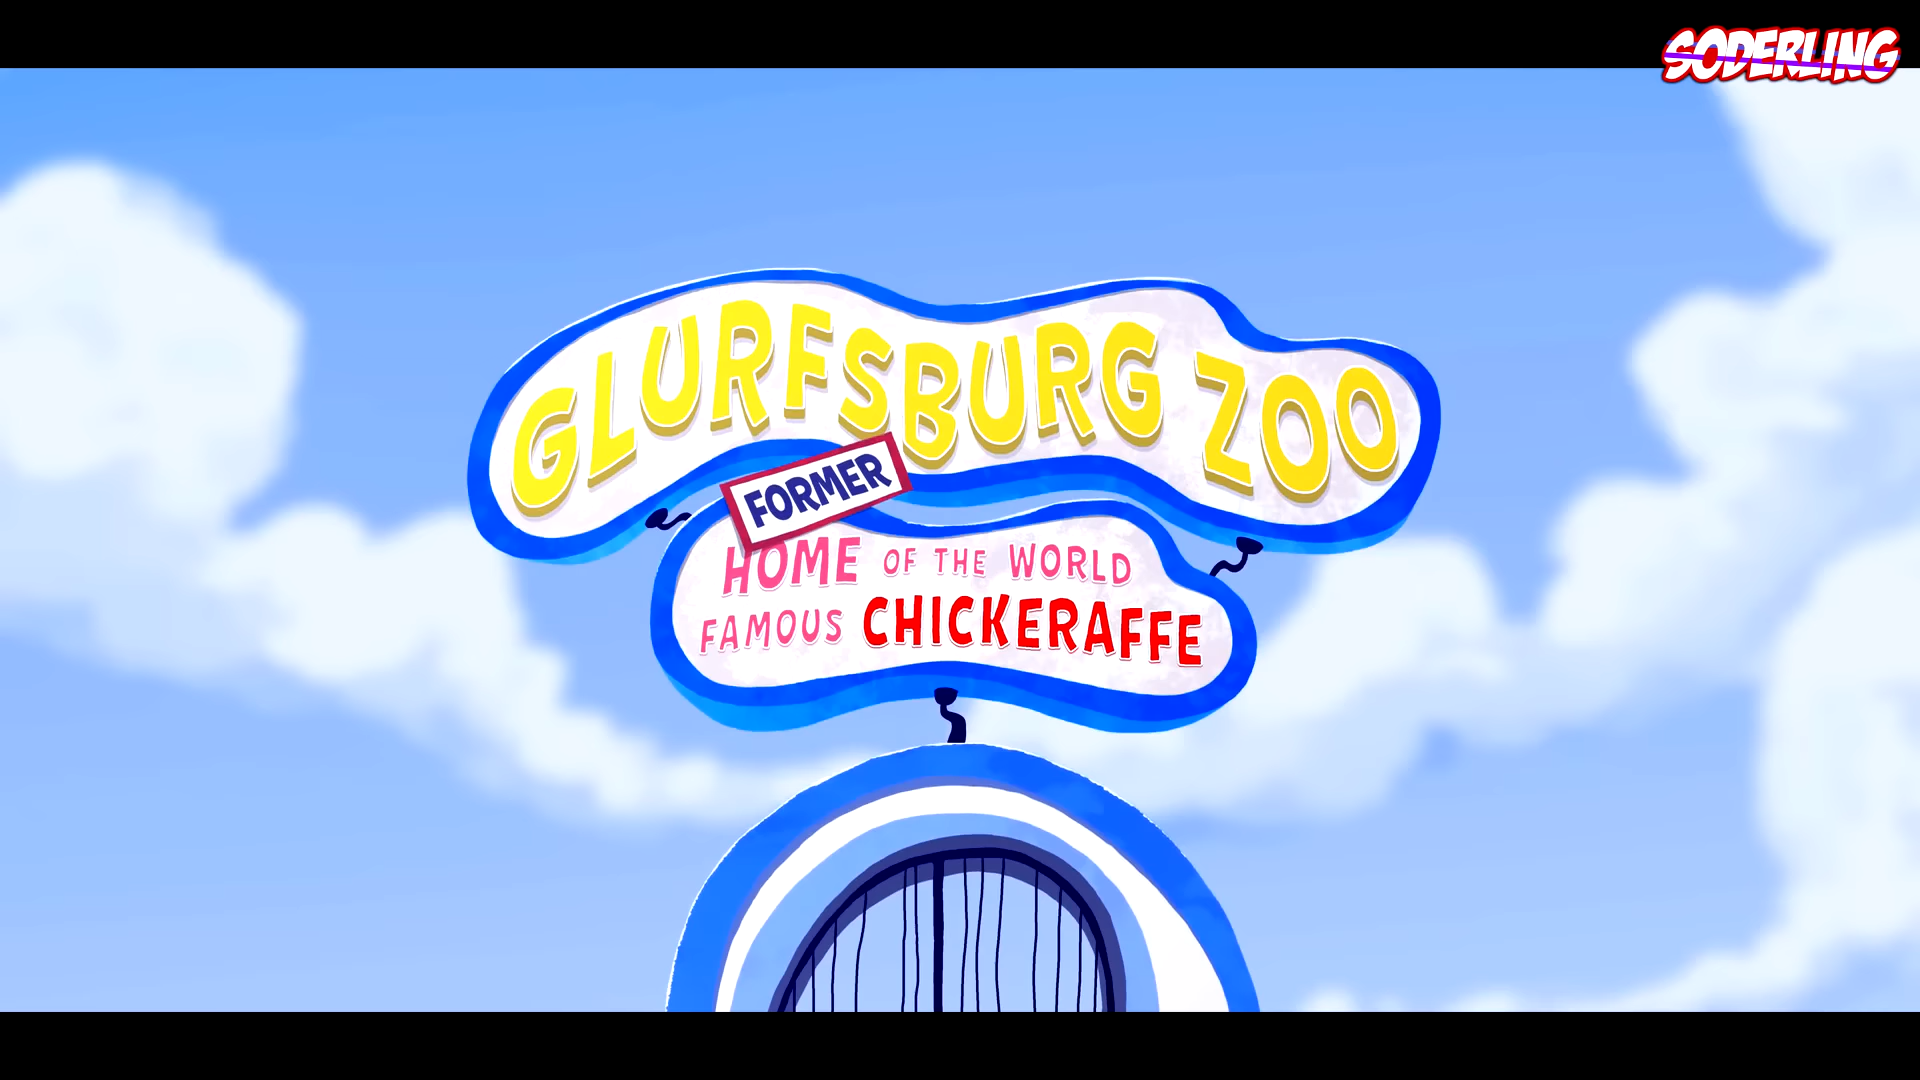 SODERLING
GLURFSBURG ZOO
FORMER
HOME OF THE WORLD
FAMOUS CHICKERAFFE